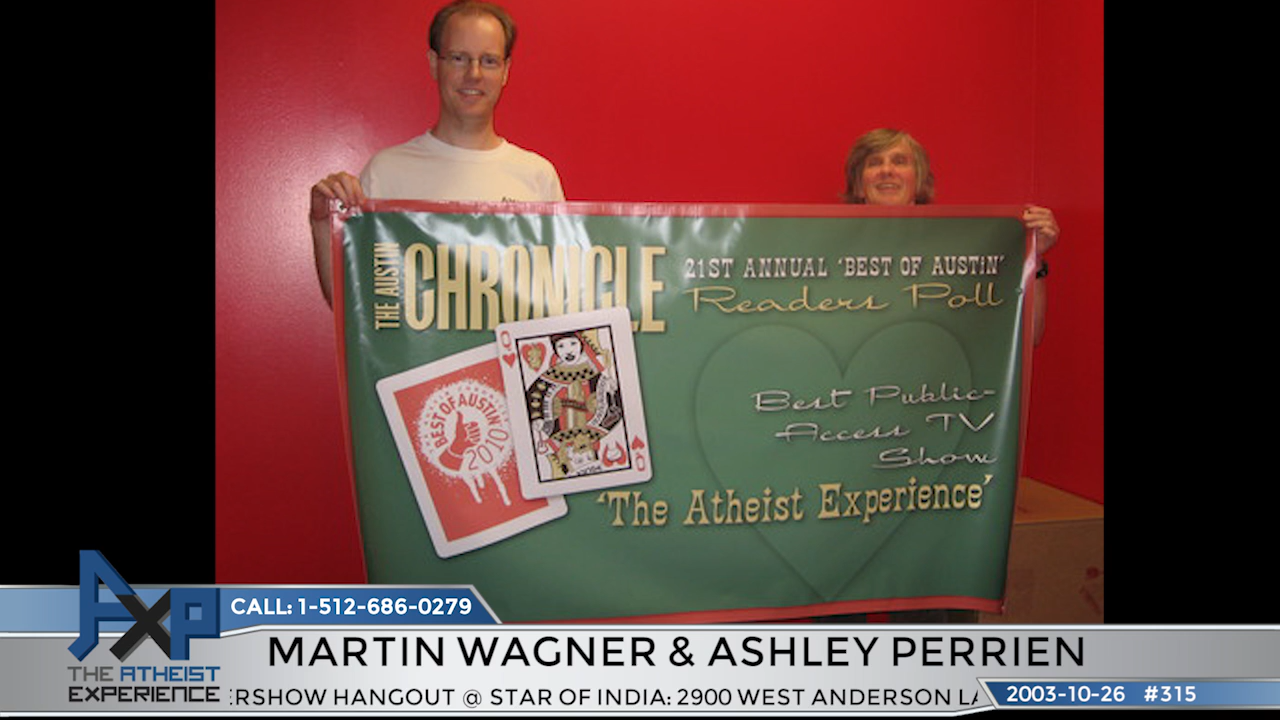 THE AUSTIN
CHRONICLE
21ST ANNUAL 'BEST OF AUSTIN'
Readers Poll
Q
BEST OF AUSTIN
2010
Best Public-
Access TV
Show
'The Atheist Experience'
Q
AXP
CALL: 1-512-686-0279
MARTIN WAGNER & ASHLEY PERRIEN
THE ATHEIST
EXPERIENCE
ERSHOW HANGOUT @ STAR OF INDIA: 2900 WEST ANDERSON LA
2003-10-26 #315